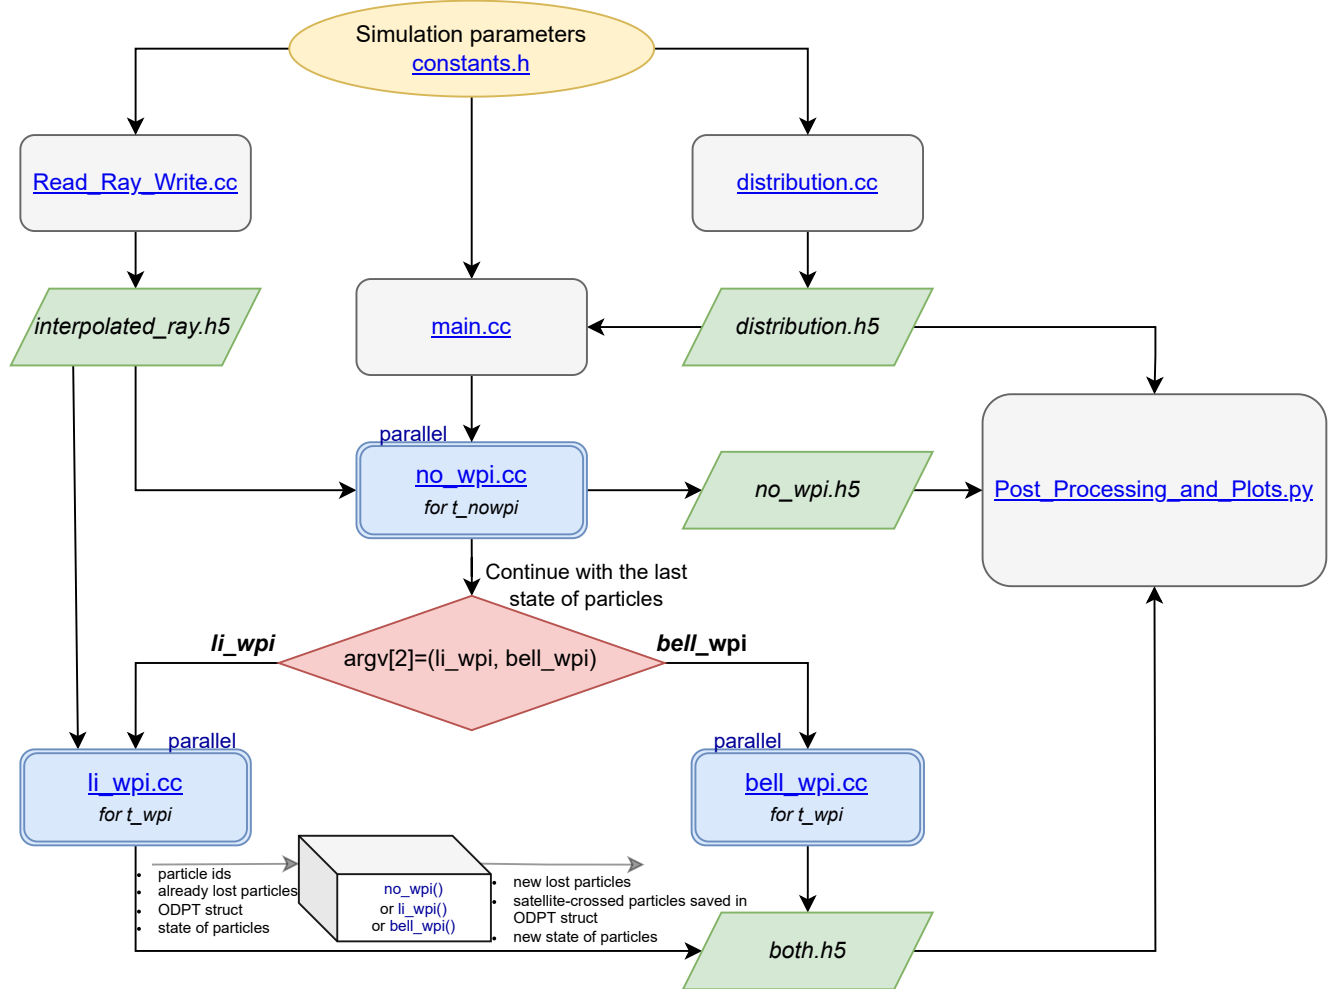 Simulation parameters
constants.h
Read_Ray_Write.cc
distribution.cc
interpolated_ray.h5
main.cc
distribution.h5
parallel
no_wpi.cc
for t_nowpi
no_wpi.h5
Post_Processing_and_Plots.py
Continue with the last
state of particles
li_wpi
bell_wpi
argv[2]=(li_wpi, bell_wpi)
parallel
li_wpi.cc
for t_wpi
parallel
bell_wpi.cc
for t_wpi
• particle ids
• already lost particles
• ODPT struct
• state of particles
no_wpi()
or li_wpi()
or bell_wpi()
• new lost particles
• satellite-crossed particles saved in
ODPT struct
• new state of particles
both.h5